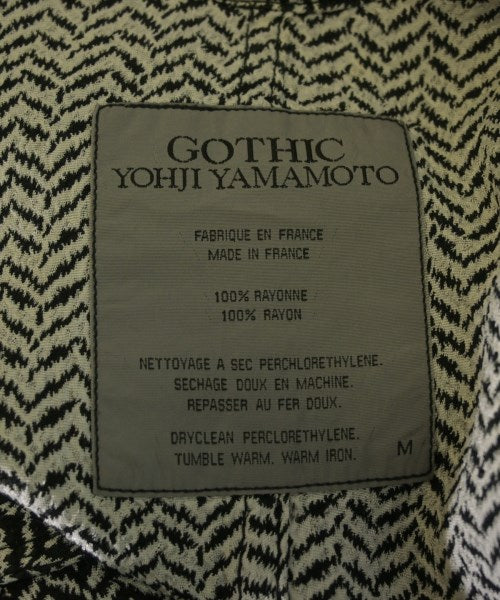 GOTHIC
YOHJI YAMAMOTO
FABRIQUE EN FRANCE
MADE IN FRANCE
100% RAYONNE
100% RAYON
NETTOYAGE A SEC PERCHLORETHYLENE.
SECHAGE DOUX EN MACHINE.
REPASSER AU FER DOUX.
DRYCLEAN PERCLORETHYLENE.
TUMBLE WARM. WARM IRON.
M